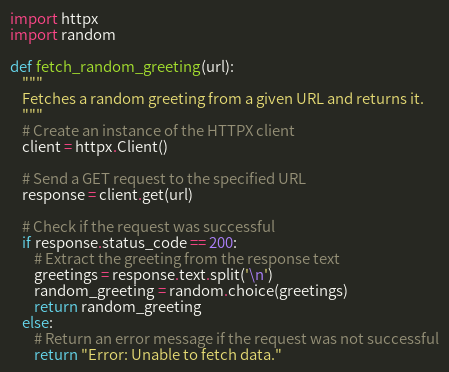 import httpx
import random

def fetch_random_greeting(url):
    """
    Fetches a random greeting from a given URL and returns it.
    """
    # Create an instance of the HTTPX client
    client = httpx.Client()

    # Send a GET request to the specified URL
    response = client.get(url)

    # Check if the request was successful
    if response.status_code == 200:
        # Extract the greeting from the response text
        greetings = response.text.split('\n')
        random_greeting = random.choice(greetings)
        return random_greeting
    else:
        # Return an error message if the request was not successful
        return "Error: Unable to fetch data."